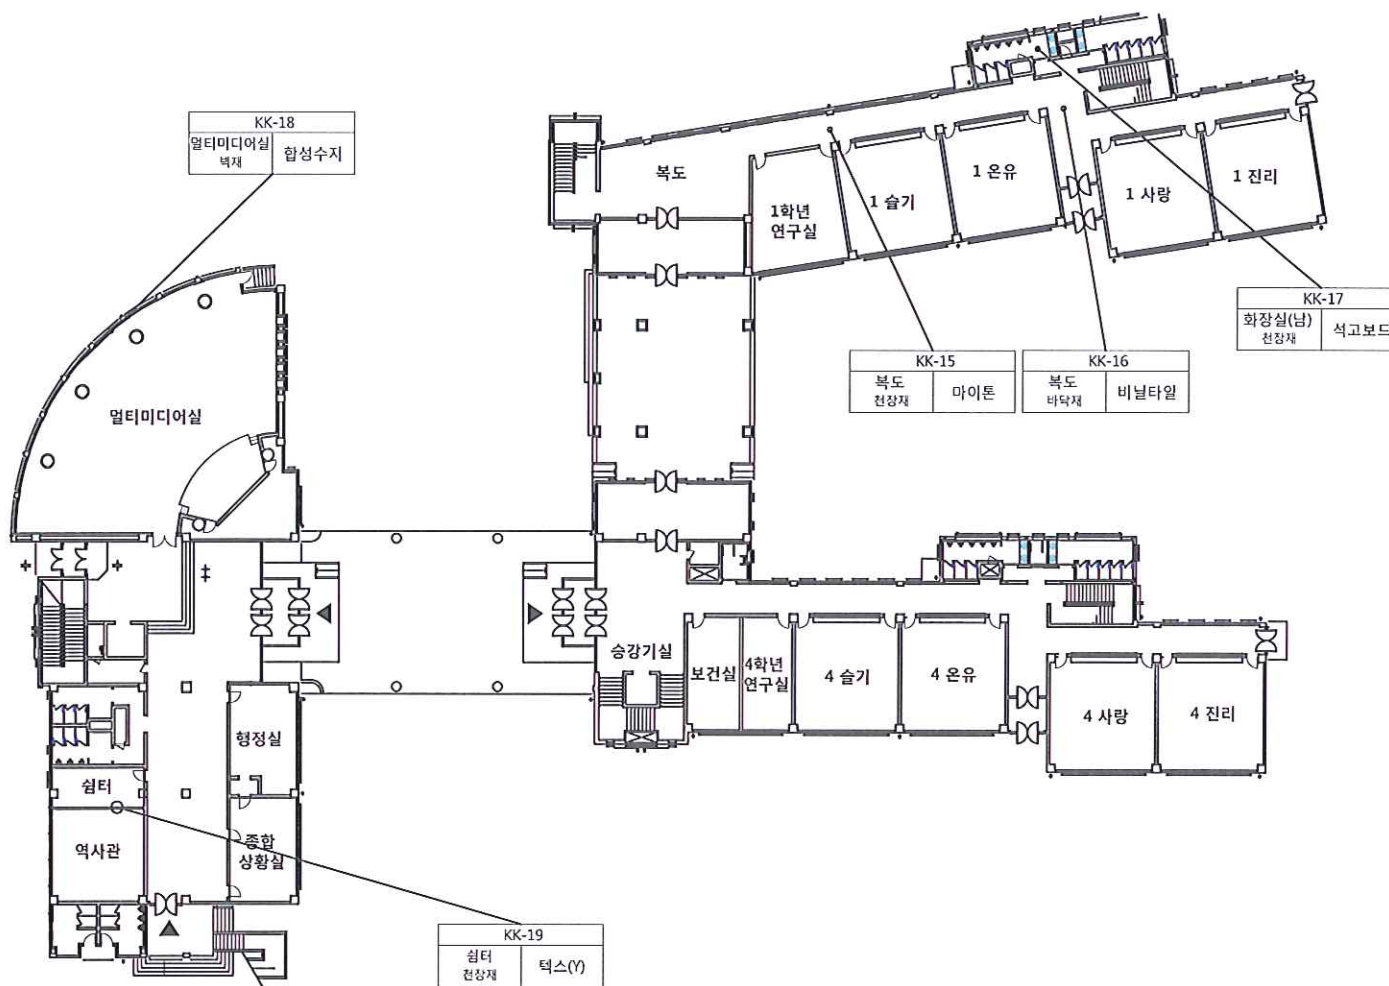 KK-18
멀티미디어실
벽재
합성수지
복도
1학년
연구실
1 슬기
1 온유
1 사랑
1 진리
KK-17
화장실(남)
천장재
석고보드
KK-15
복도
천장재
마이톤
KK-16
복도
바닥재
비닐타일
멀티미디어실
승강기실
보건실
4학년
연구실
4 슬기
4 온유
4 사랑
4 진리
행정실
쉼터
역사관
종합
상황실
KK-19
쉼터
천장재
텍스(Y)